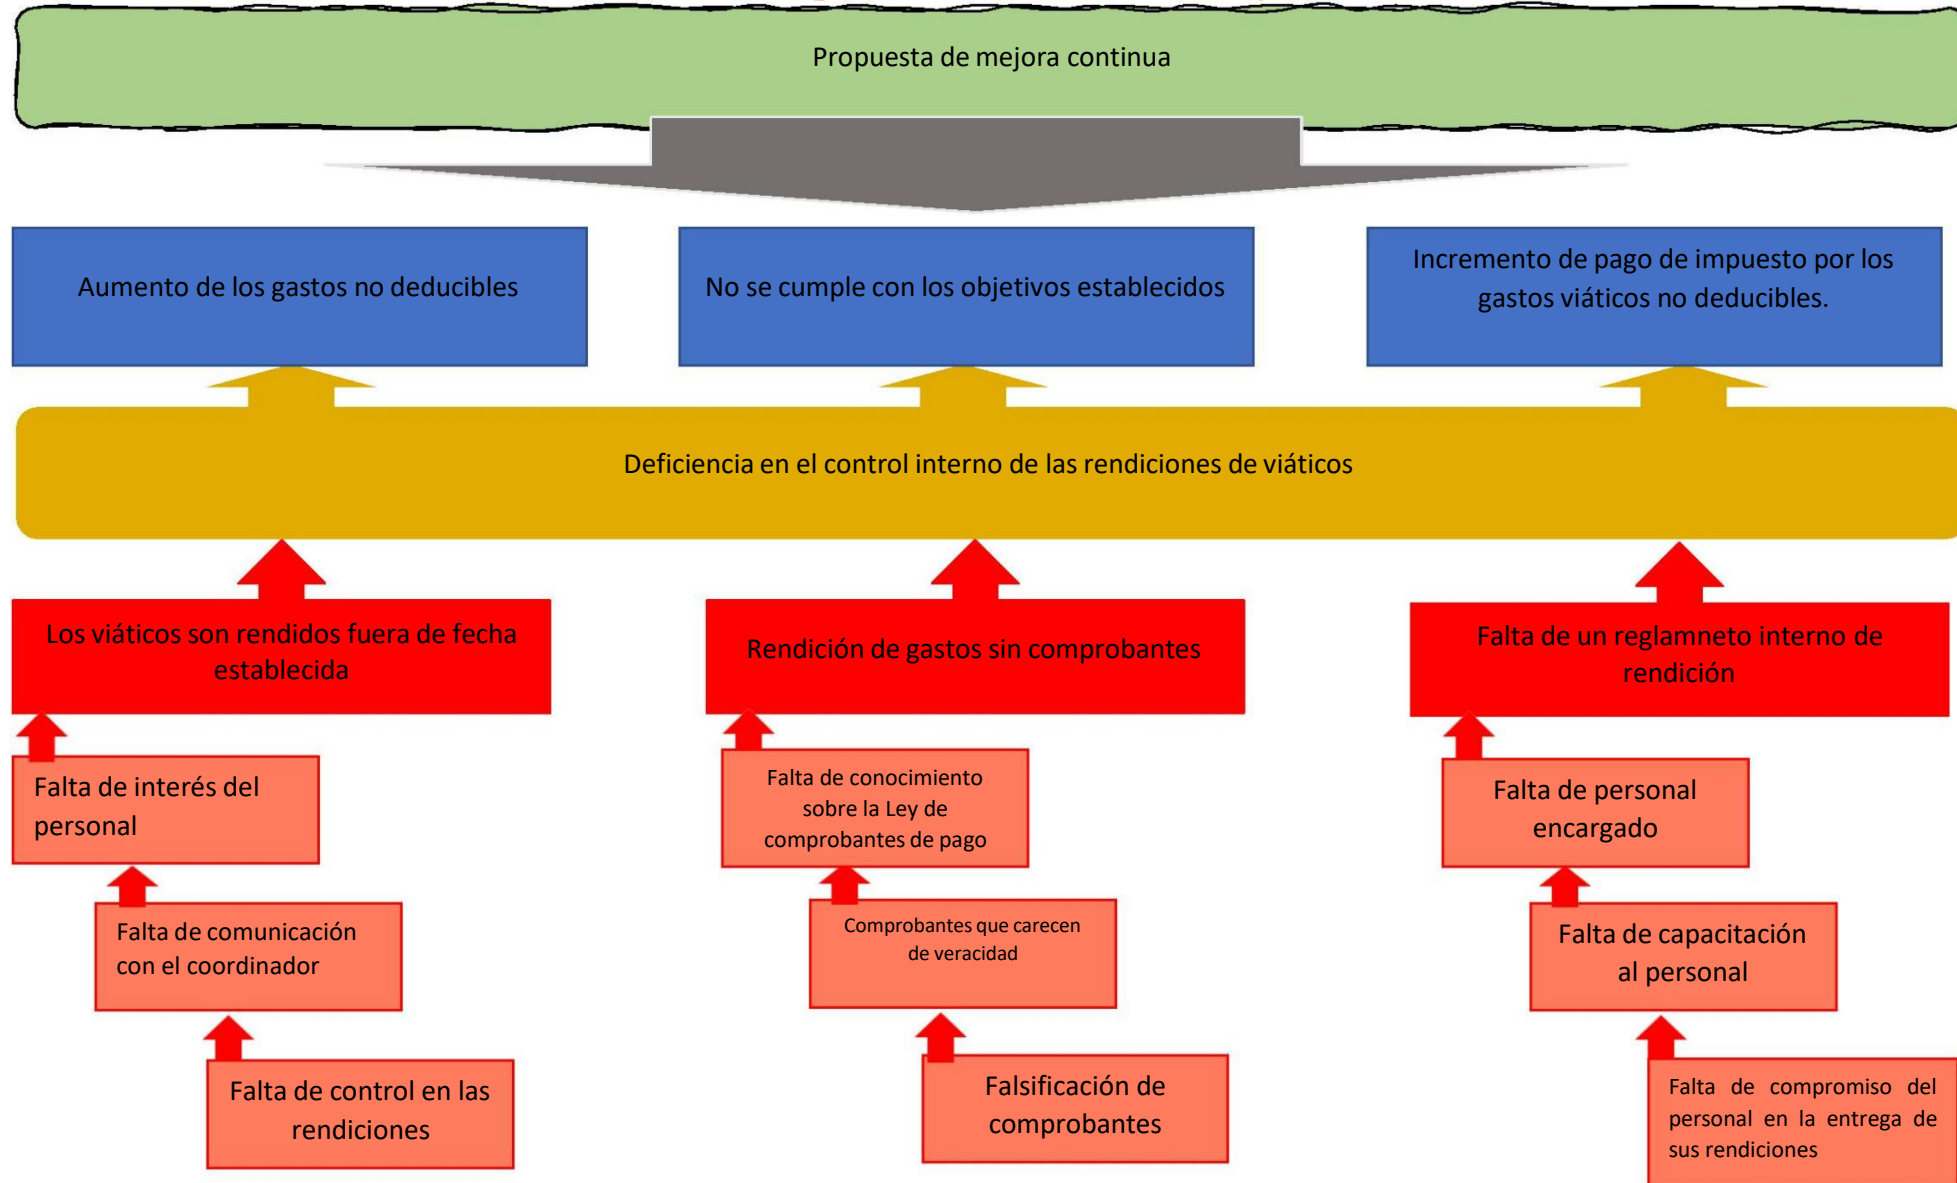 Propuesta de mejora continua
Aumento de los gastos no deducibles
No se cumple con los objetivos establecidos
Incremento de pago de impuesto por los
gastos viáticos no deducibles.
Deficiencia en el control interno de las rendiciones de viáticos
Los viáticos son rendidos fuera de fecha
establecida
Rendición de gastos sin comprobantes
Falta de un reglamneto interno de
rendición
Falta de interés del
personal
Falta de conocimiento
sobre la Ley de
comprobantes de pago
Falta de personal
encargado
Falta de comunicación
con el coordinador
Comprobantes que carecen
de veracidad
Falta de capacitación
al personal
Falta de control en las
rendiciones
Falsificación de
comprobantes
Falta de compromiso del
personal en la entrega de
sus rendiciones